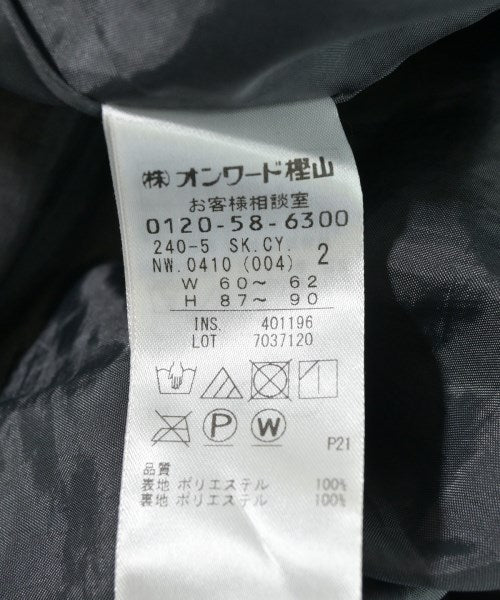 (株)オンワード樫山
お客様相談室
0120-58-6300
240-5 SK.CY.
NW.0410 (004) 2
W 60～ 62
H 87～ 90
INS. 401196
LOT 7037120
P W
P21
品質
表地 ポリエステル 100%
裏地 ポリエステル 100%